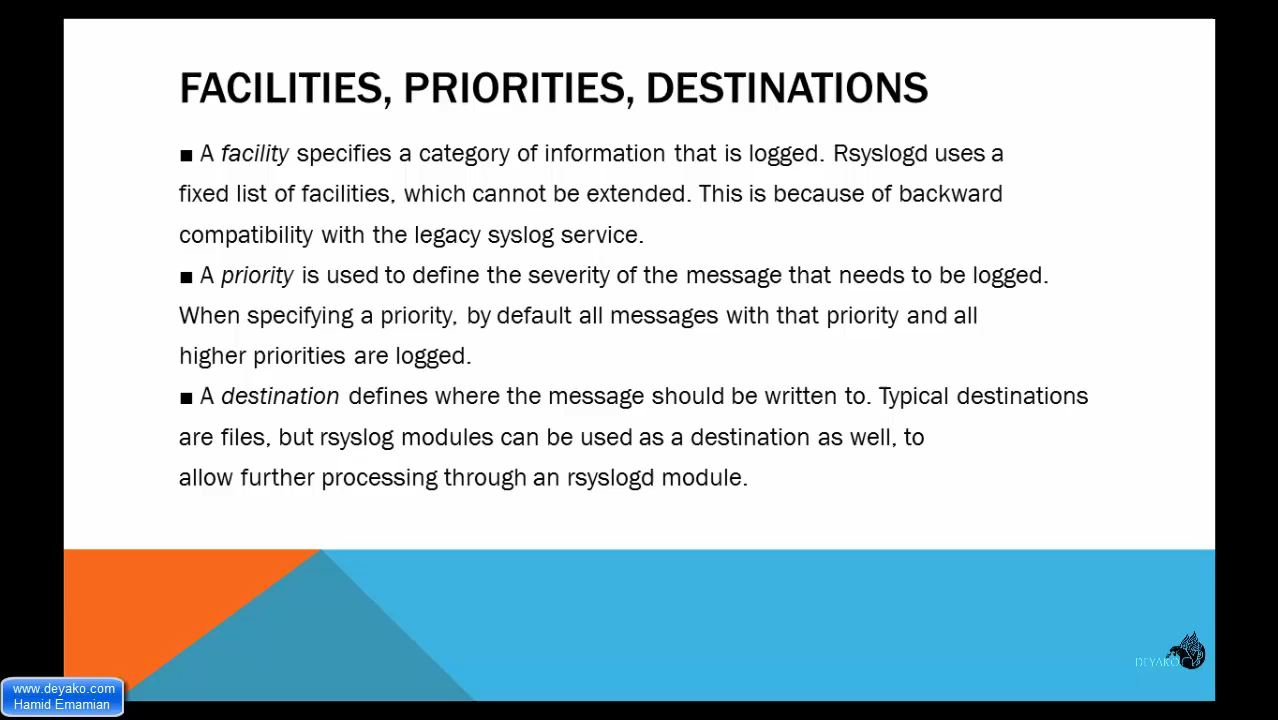 FACILITIES, PRIORITIES, DESTINATIONS
■ A facility specifies a category of information that is logged. Rsyslogd uses a
fixed list of facilities, which cannot be extended. This is because of backward
compatibility with the legacy syslog service.
■ A priority is used to define the severity of the message that needs to be logged.
When specifying a priority, by default all messages with that priority and all
higher priorities are logged.
■ A destination defines where the message should be written to. Typical destinations
are files, but rsyslog modules can be used as a destination as well, to
allow further processing through an rsyslogd module.
DEYAKO
www.deyako.com
Hamid Emamian